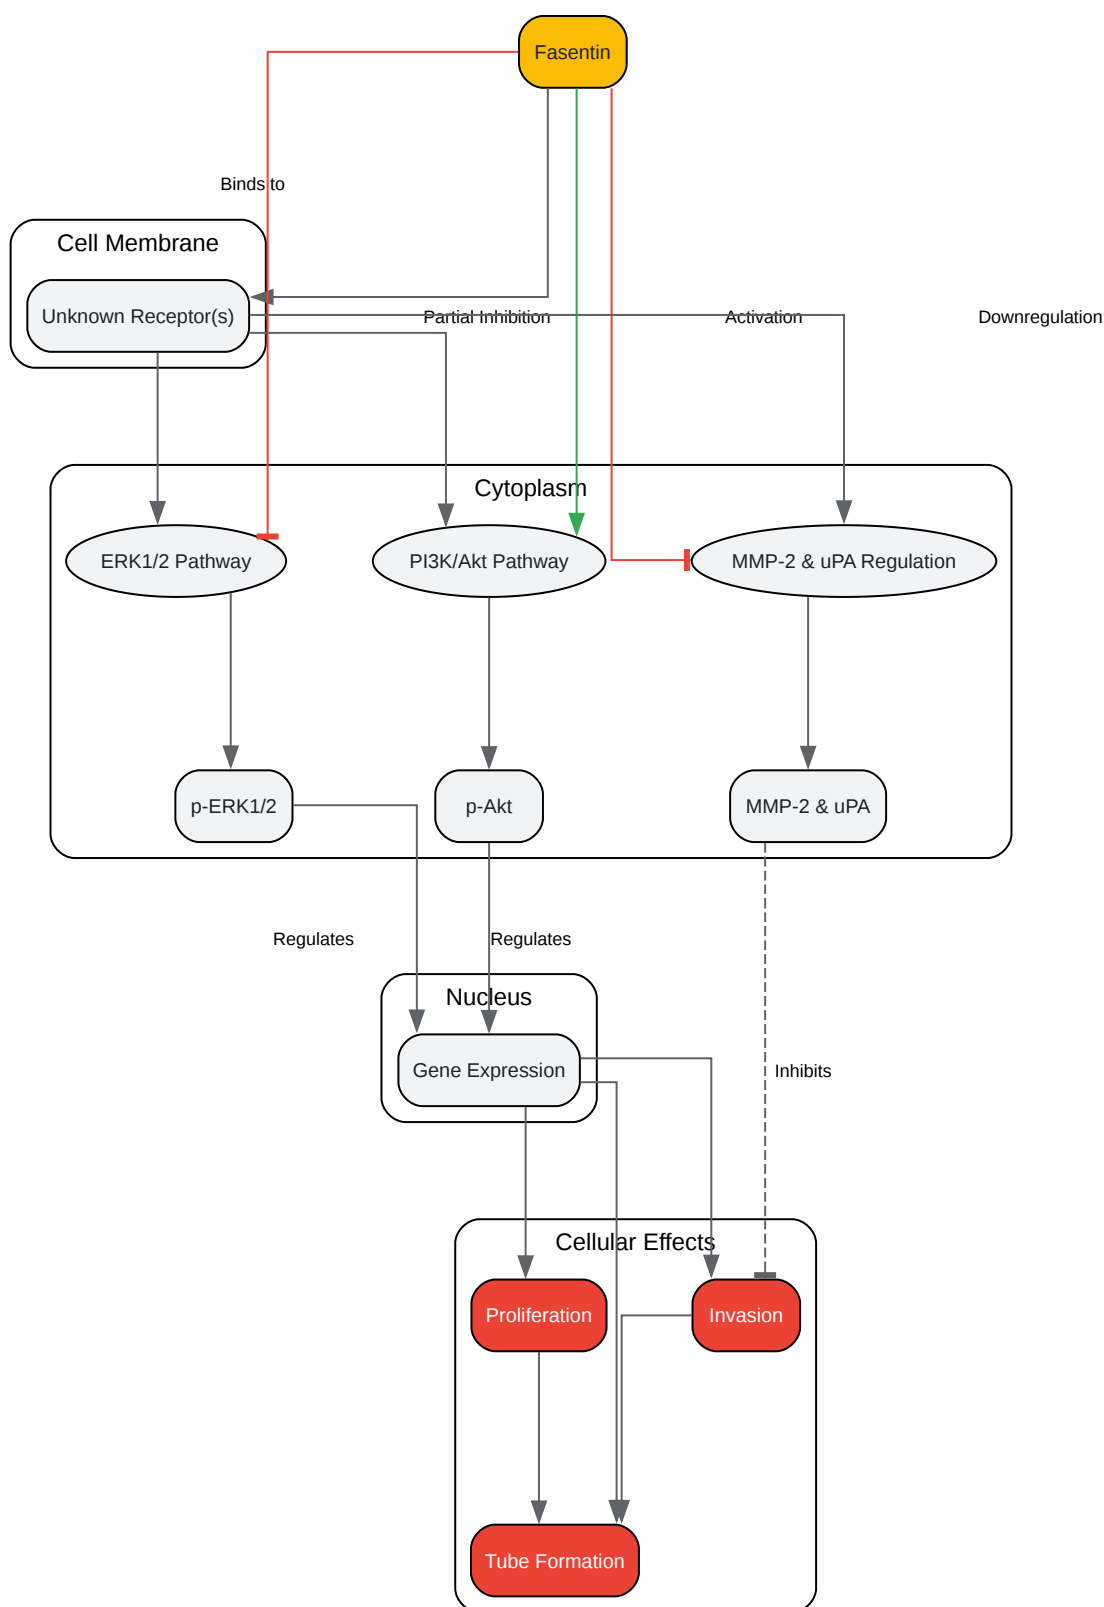 Fasentin
Binds to
Cell Membrane
Unknown Receptor(s)
Partial Inhibition
Activation
Downregulation
Cytoplasm
ERK1/2 Pathway
PI3K/Akt Pathway
MMP-2 & uPA Regulation
p-ERK1/2
p-Akt
MMP-2 & uPA
Regulates
Regulates
Nucleus
Gene Expression
Inhibits
Cellular Effects
Proliferation
Invasion
Tube Formation